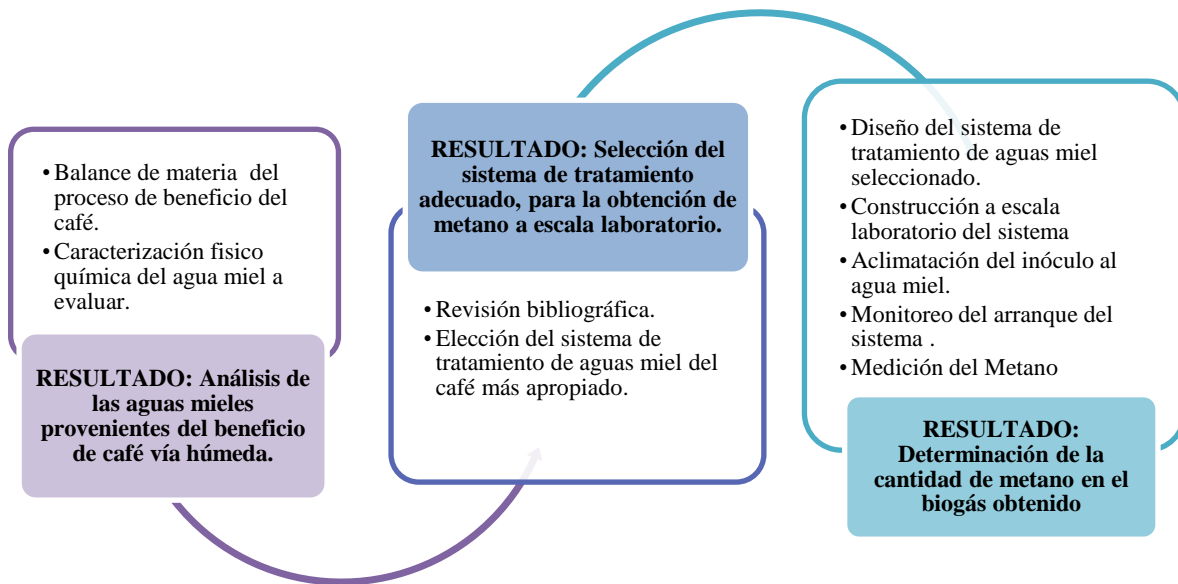 • Balance de materia del
proceso de beneficio del
café.
• Caracterización fisico
química del agua miel a
evaluar.
RESULTADO: Análisis de
las aguas mieles
provenientes del beneficio
de café vía húmeda.
RESULTADO: Selección del
sistema de tratamiento
adecuado, para la obtención de
metano a escala laboratorio.
• Revisión bibliográfica.
• Elección del sistema de
tratamiento de aguas miel del
café más apropiado.
• Diseño del sistema de
tratamiento de aguas miel
seleccionado.
• Construcción a escala
laboratorio del sistema
• Aclimatación del inóculo al
agua miel.
• Monitoreo del arranque del
sistema .
• Medición del Metano
RESULTADO:
Determinación de la
cantidad de metano en el
biogás obtenido